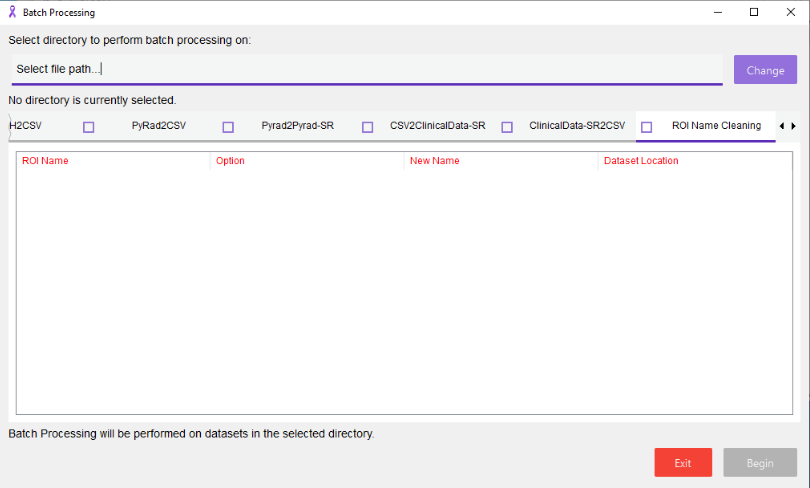 Batch Processing
Select directory to perform batch processing on:
Select file path...
Change
No directory is currently selected.
H2CSV PyRad2CSV Pyrad2Pyrad-SR CSV2ClinicalData-SR ClinicalData-SR2CSV ROI Name Cleaning
ROI Name Option New Name Dataset Location
Batch Processing will be performed on datasets in the selected directory.
Exit Begin